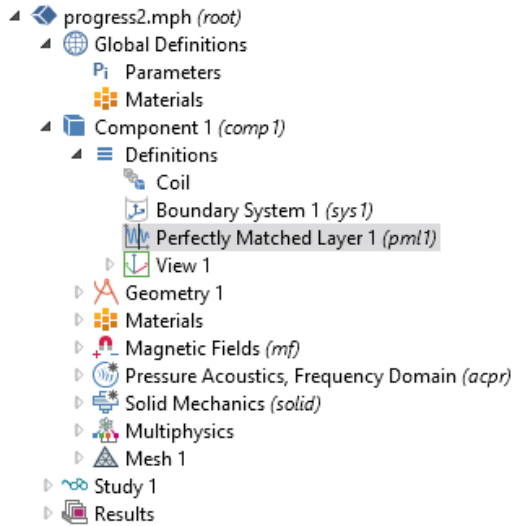 progress2.mph (root)
Global Definitions
Pi Parameters
Materials
Component 1 (comp1)
Definitions
Coil
Boundary System 1 (sys1)
Perfectly Matched Layer 1 (pml1)
View 1
Geometry 1
Materials
Magnetic Fields (mf)
Pressure Acoustics, Frequency Domain (acpr)
Solid Mechanics (solid)
Multiphysics
Mesh 1
Study 1
Results